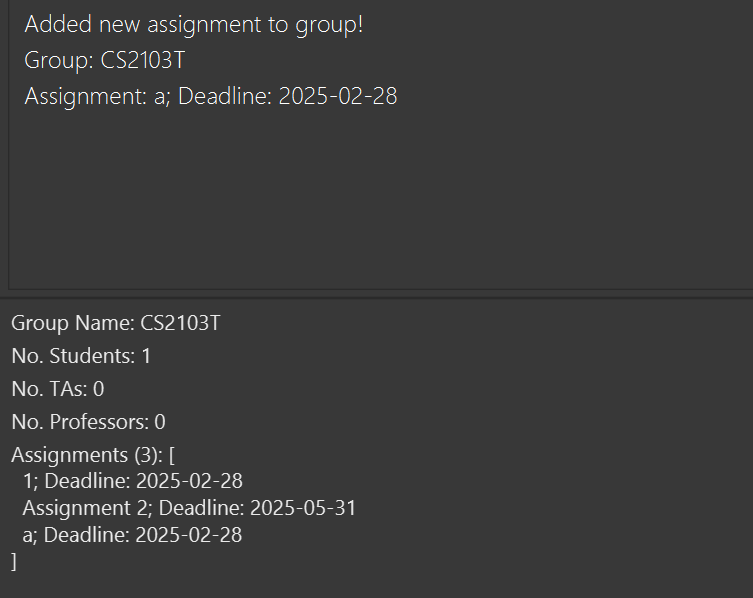 Added new assignment to group!
Group: CS2103T
Assignment: a; Deadline: 2025-02-28
Group Name: CS2103T
No. Students: 1
No. TAs: 0
No. Professors: 0
Assignments (3): [
1; Deadline: 2025-02-28
Assignment 2; Deadline: 2025-05-31
a; Deadline: 2025-02-28
]